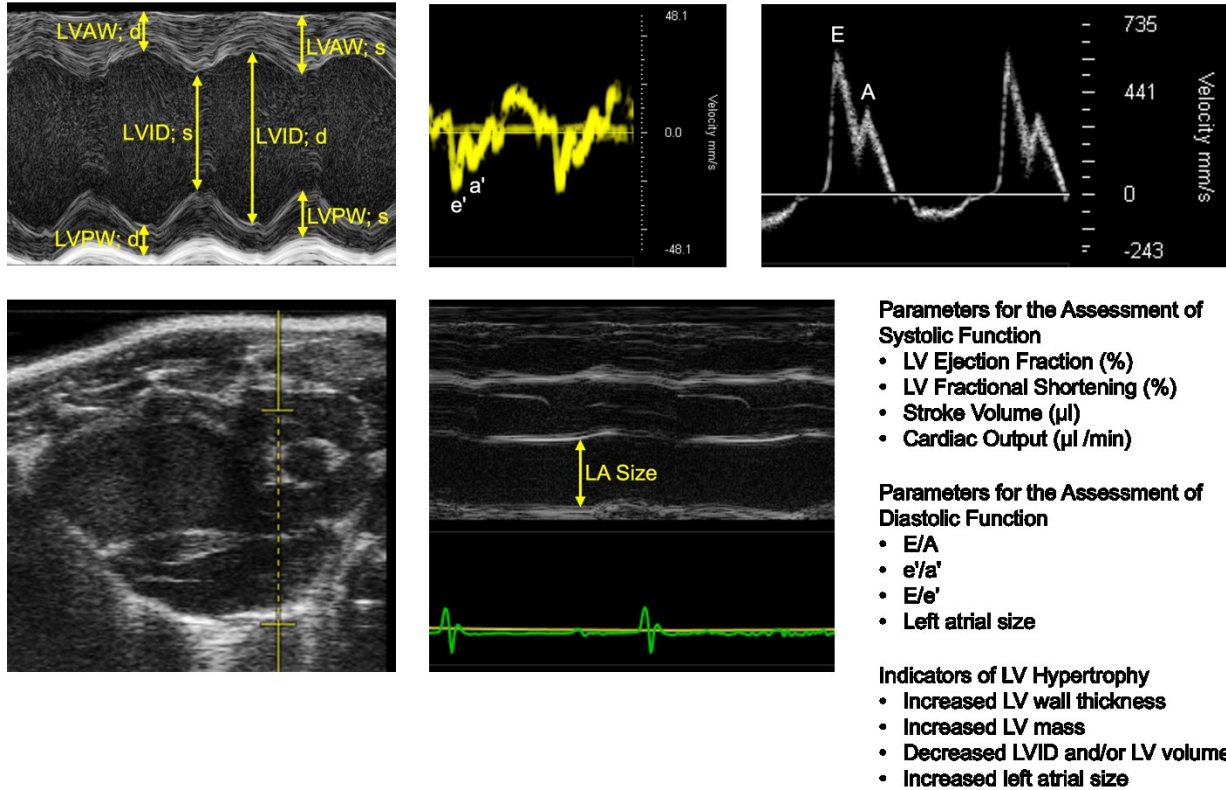 LVAW; d
LVAW; s
LVID; s
LVID; d
LVPW; s
LVPW; d
48.1
0.0
-48.1
Velocity mm/s
e'
a'
E
A
735
441
0
-243
Velocity mm/s
LA Size
Parameters for the Assessment of
Systolic Function
• LV Ejection Fraction (%)
• LV Fractional Shortening (%)
• Stroke Volume (µl)
• Cardiac Output (µl /min)
Parameters for the Assessment of
Diastolic Function
• E/A
• e'/a'
• E/e'
• Left atrial size
Indicators of LV Hypertrophy
• Increased LV wall thickness
• Increased LV mass
• Decreased LVID and/or LV volume
• Increased left atrial size